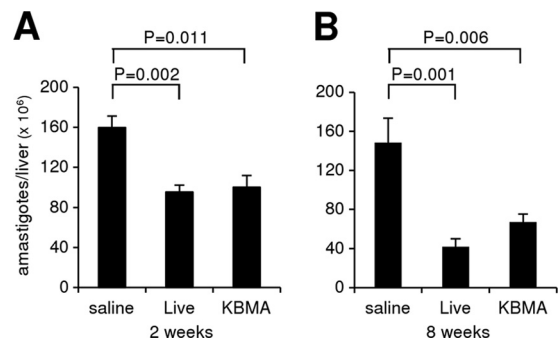 A
P=0.011
P=0.002
200
160
120
80
40
0
amastigotes/liver (x 10⁶)
saline Live KBMA
2 weeks
B
P=0.006
P=0.001
200
160
120
80
40
0
saline Live KBMA
8 weeks